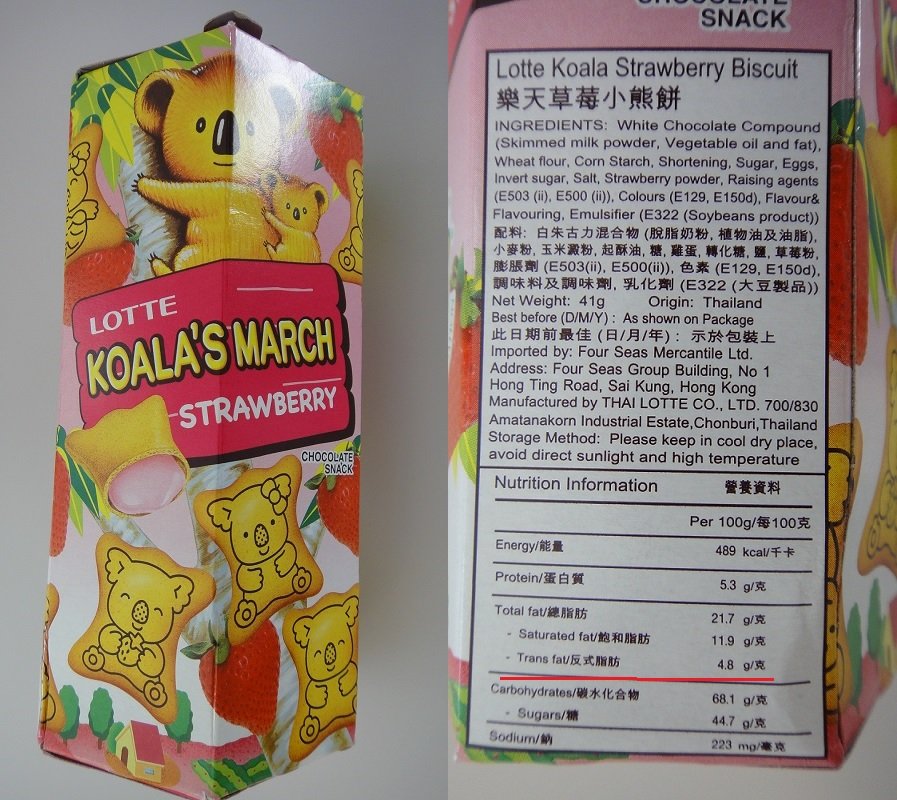 LOTTE
KOALA'S MARCH
STRAWBERRY
CHOCOLATE
SNACK
CHOCOLATE
SNACK
Lotte Koala Strawberry Biscuit
樂天草莓小熊餅
INGREDIENTS: White Chocolate Compound
(Skimmed milk powder, Vegetable oil and fat),
Wheat flour, Corn Starch, Shortening, Sugar, Eggs,
Invert sugar, Salt, Strawberry powder, Raising agents
(E503 (ii), E500 (ii)), Colours (E129, E150d), Flavour&
Flavouring, Emulsifier (E322 (Soybeans product))
配料: 白朱古力混合物 (脫脂奶粉, 植物油及油脂),
小麥粉, 玉米澱粉, 起酥油, 糖, 雞蛋, 轉化糖, 鹽, 草莓粉,
膨脹劑 (E503(ii), E500(ii)), 色素 (E129, E150d),
調味料及調味劑, 乳化劑 (E322 (大豆製品))
Net Weight: 41g Origin: Thailand
Best before (D/M/Y) : As shown on Package
此日期前最佳 (日/月/年) : 示於包裝上
Imported by: Four Seas Mercantile Ltd.
Address: Four Seas Group Building, No 1
Hong Ting Road, Sai Kung, Hong Kong
Manufactured by THAI LOTTE CO., LTD. 700/830
Amatanakorn Industrial Estate,Chonburi,Thailand
Storage Method: Please keep in cool dry place,
avoid direct sunlight and high temperature
Nutrition Information 營養資料
Per 100g/每100克
Energy/能量 489 kcal/千卡
Protein/蛋白質 5.3 g/克
Total fat/總脂肪 21.7 g/克
- Saturated fat/飽和脂肪 11.9 g/克
- Trans fat/反式脂肪 4.8 g/克
Carbohydrates/碳水化合物 68.1 g/克
- Sugars/糖 44.7 g/克
Sodium/鈉 223 mg/毫克